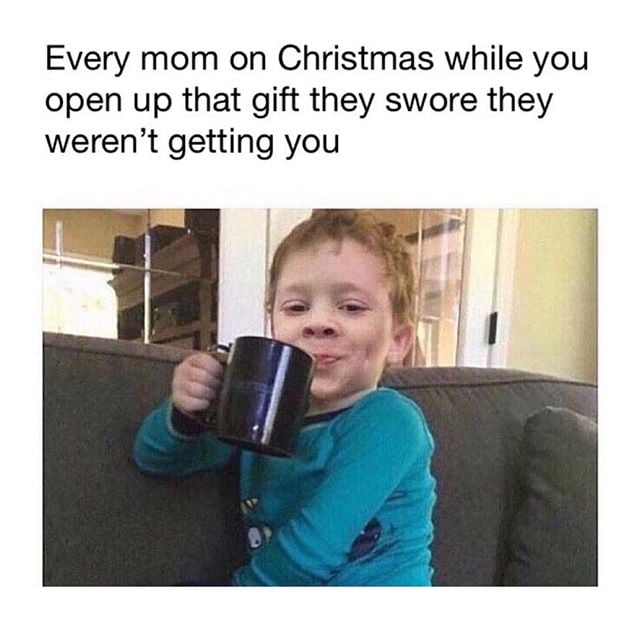 Every mom on Christmas while you
open up that gift they swore they
weren’t getting you